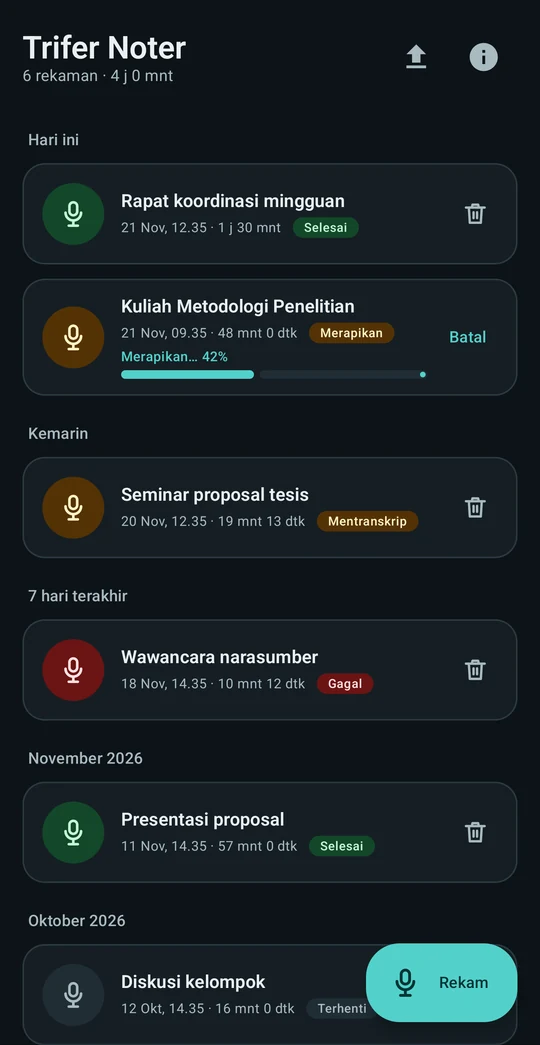 Trifer Noter
6 rekaman · 4 j 0 mnt
Hari ini
Rapat koordinasi mingguan
21 Nov, 12.35 · 1 j 30 mnt Selesai
Kuliah Metodologi Penelitian
21 Nov, 09.35 · 48 mnt 0 dtk Merapikan
Batal
Merapikan… 42%
Kemarin
Seminar proposal tesis
20 Nov, 12.35 · 19 mnt 13 dtk Mentranskrip
7 hari terakhir
Wawancara narasumber
18 Nov, 14.35 · 10 mnt 12 dtk Gagal
November 2026
Presentasi proposal
11 Nov, 14.35 · 57 mnt 0 dtk Selesai
Oktober 2026
Diskusi kelompok
Rekam
12 Okt, 14.35 · 16 mnt 0 dtk Terhenti